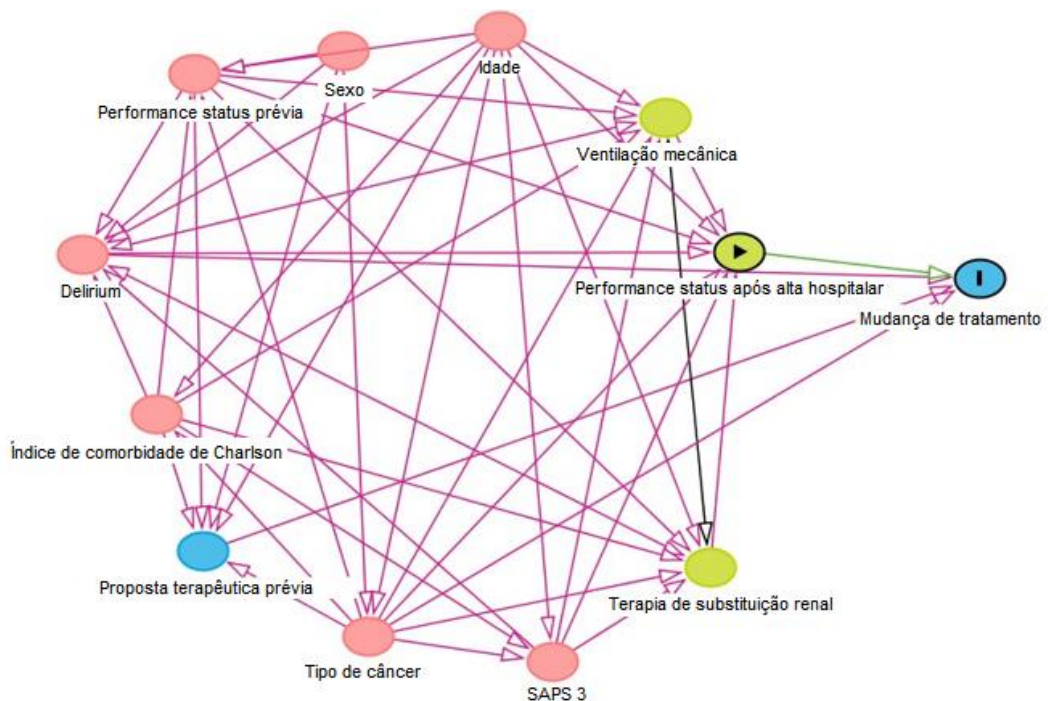 Idade
Sexo
Performance status prévia
Ventilação mecânica
Delirium
Performance status após alta hospitalar
Mudança de tratamento
Índice de comorbidade de Charlson
Proposta terapêutica prévia
Terapia de substituição renal
Tipo de câncer
SAPS 3